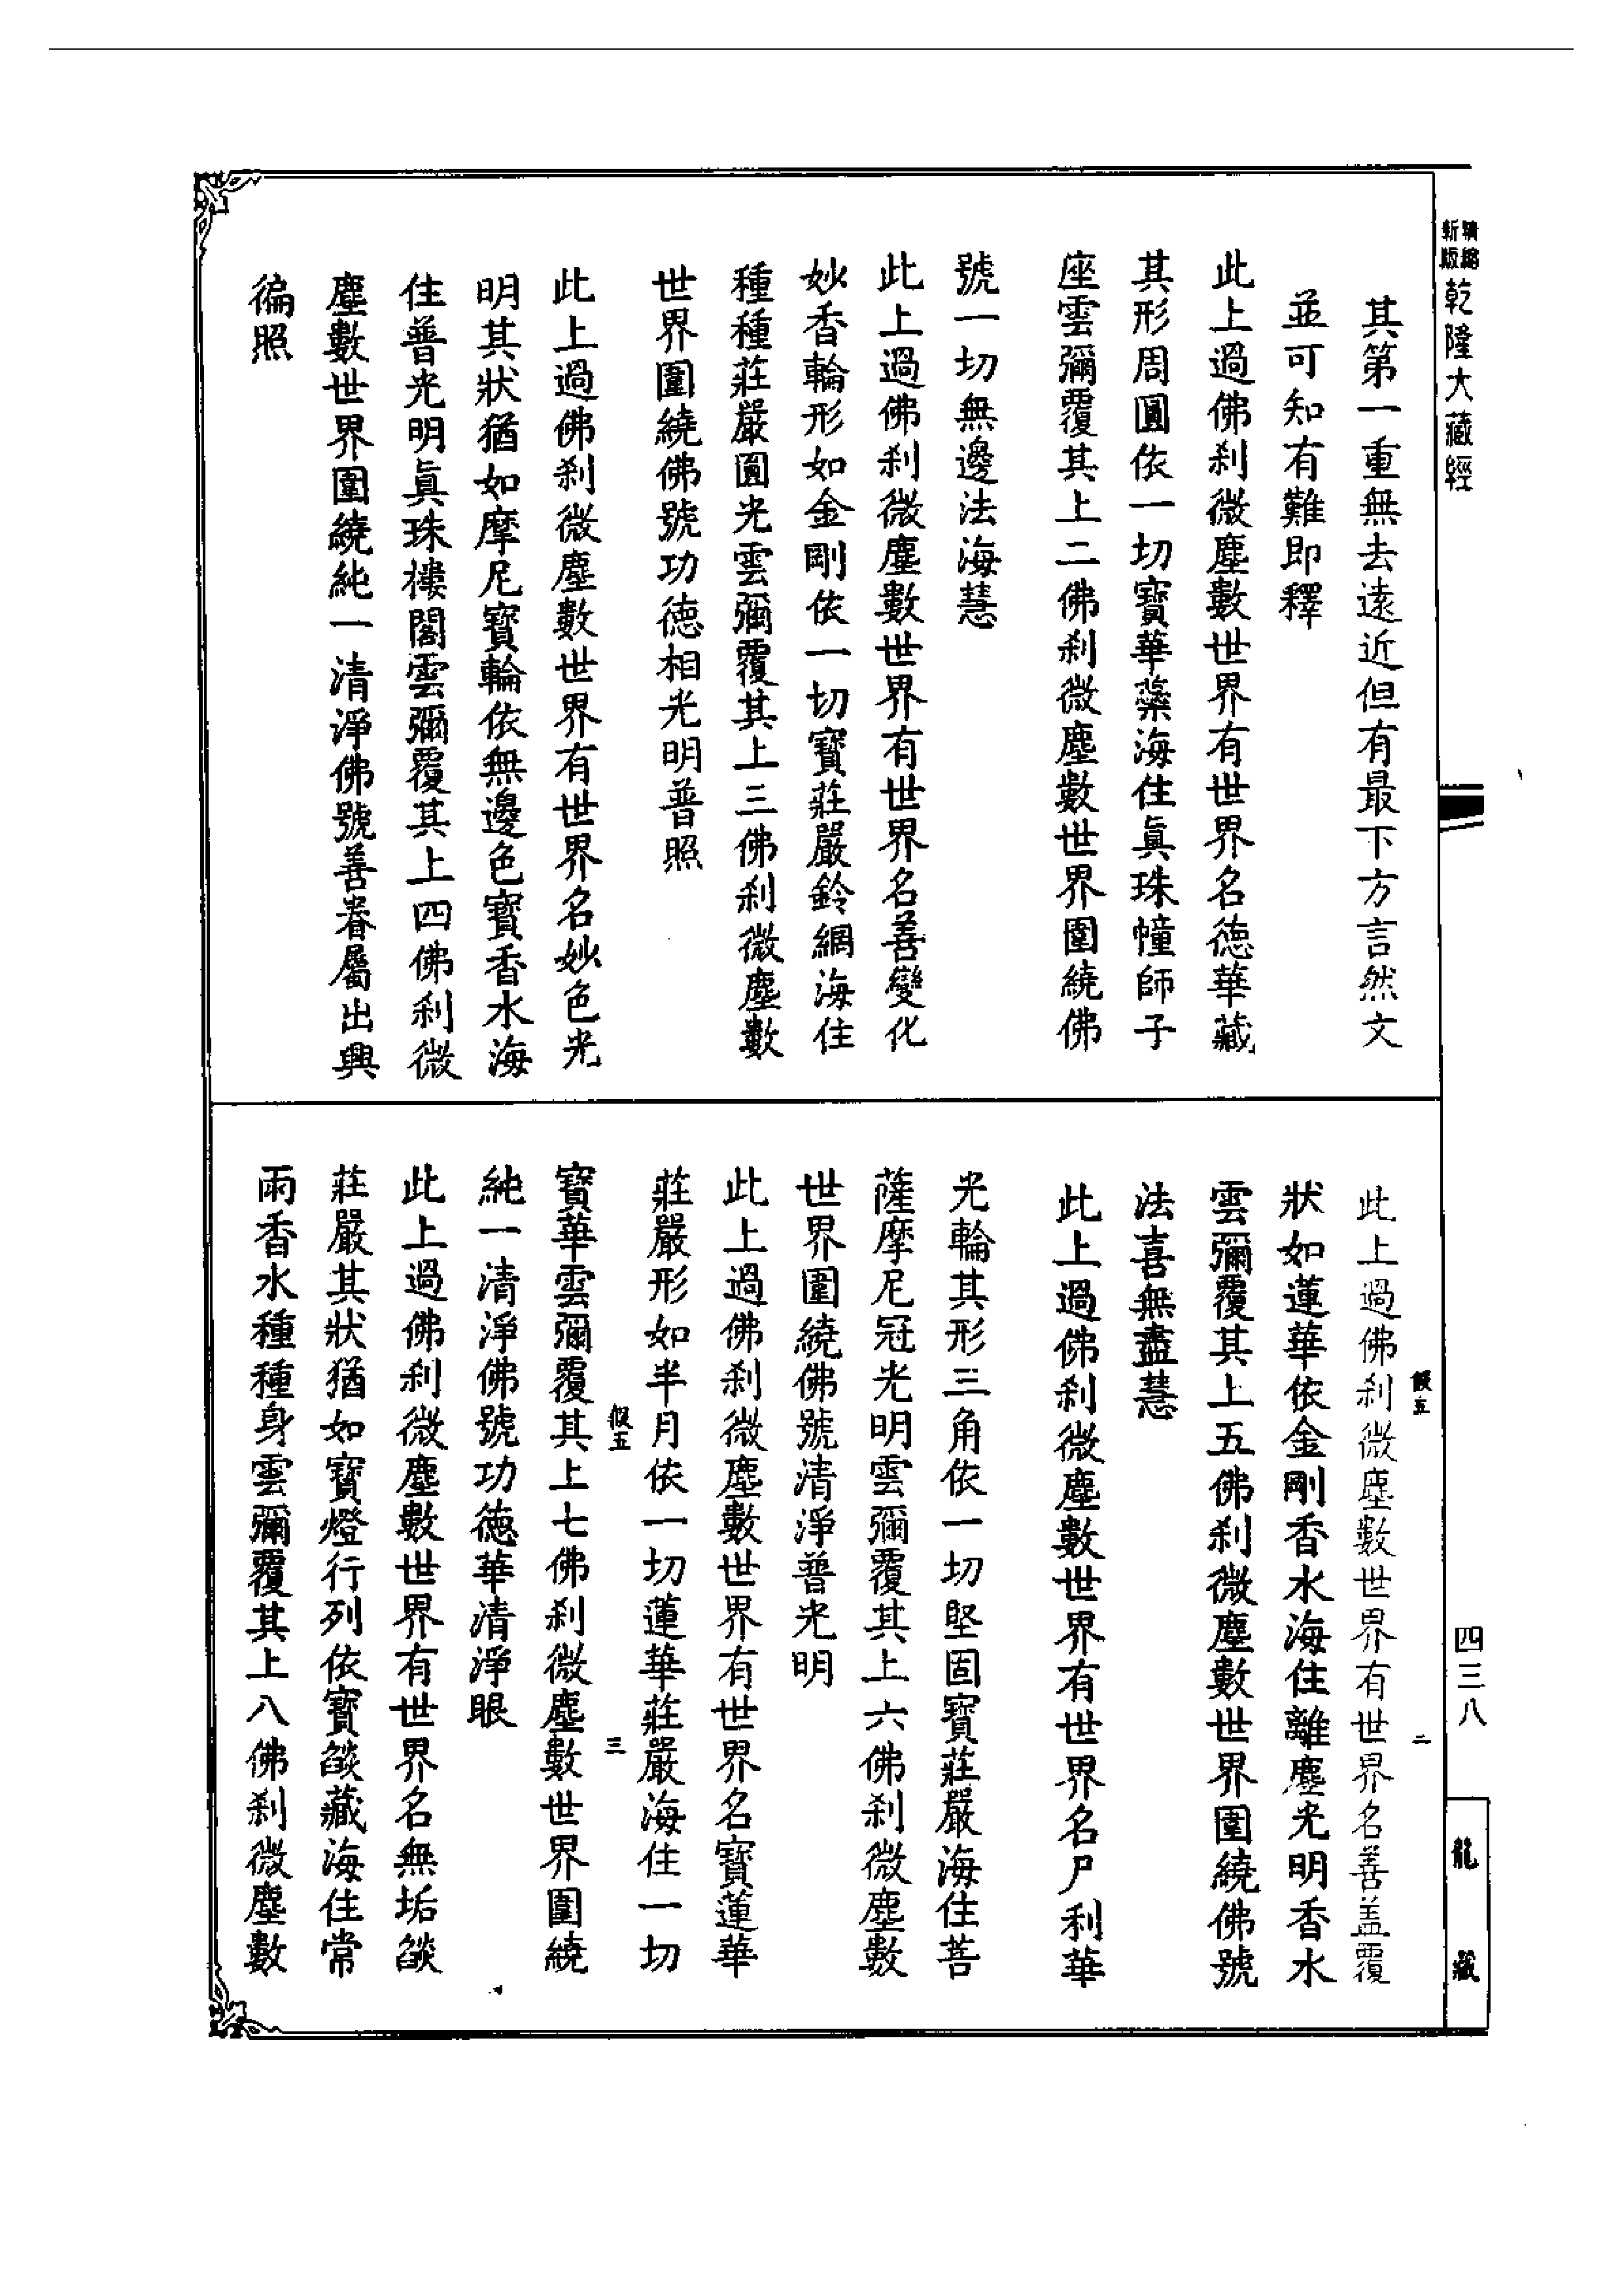 精縮
新版
乾隆大藏經
其第一重無去遠近但有最下方言然文
並可知有難即釋
此上過佛刹微塵數世界有世界名德華藏
其形周圓依一切寶華蘂海住眞珠幢師子
座雲彌覆其上二佛刹微塵數世界圍繞佛
號一切無邊法海慧
此上過佛刹微塵數世界有世界名善變化
妙香輪形如金剛依一切寶莊嚴鈴網海住
種種莊嚴圓光雲彌覆其上三佛刹微塵數
世界圍繞佛號功德相光明普照
此上過佛刹微塵數世界有世界名妙色光
明其狀猶如摩尼寶輪依無邊色寶香水海
住普光明眞珠樓閣雲彌覆其上四佛刹微
塵數世界圍繞純一清淨佛號善眷屬出興
徧照
此上過佛刹微塵數世界有世界名善蓋覆
狀如蓮華依金剛香水海住離塵光明香水
雲彌覆其上五佛刹微塵數世界圍繞佛號
法喜無盡慧
此上過佛刹微塵數世界有世界名尸利華
光輪其形三角依一切堅固寶莊嚴海住菩
薩摩尼冠光明雲彌覆其上六佛刹微塵數
世界圍繞佛號清淨普光明
此上過佛刹微塵數世界有世界名寶蓮華
莊嚴形如半月依一切蓮華莊嚴海住一切
寶華雲彌覆其上七佛刹微塵數世界圍繞
純一清淨佛號功德華清淨眼
此上過佛刹微塵數世界有世界名無垢燄
莊嚴其狀猶如寶燈行列依寶燄藏海住常
雨香水種種身雲彌覆其上八佛刹微塵數
假五
二
假五
三
四三八
龍藏